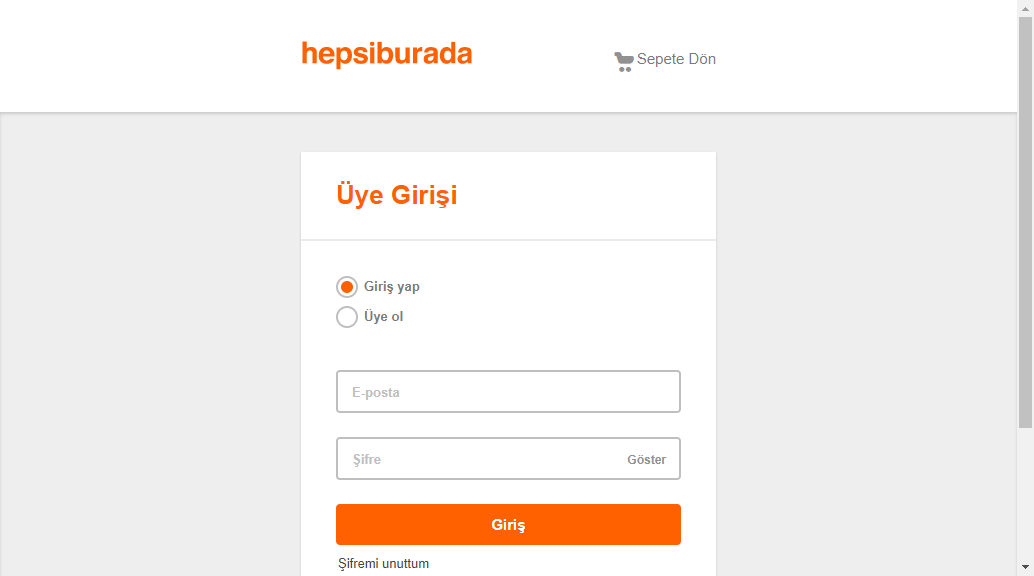 hepsiburada
Sepete Dön
Üye Girişi
Giriş yap
Üye ol
E-posta
Şifre
Göster
Giriş
Şifremi unuttum